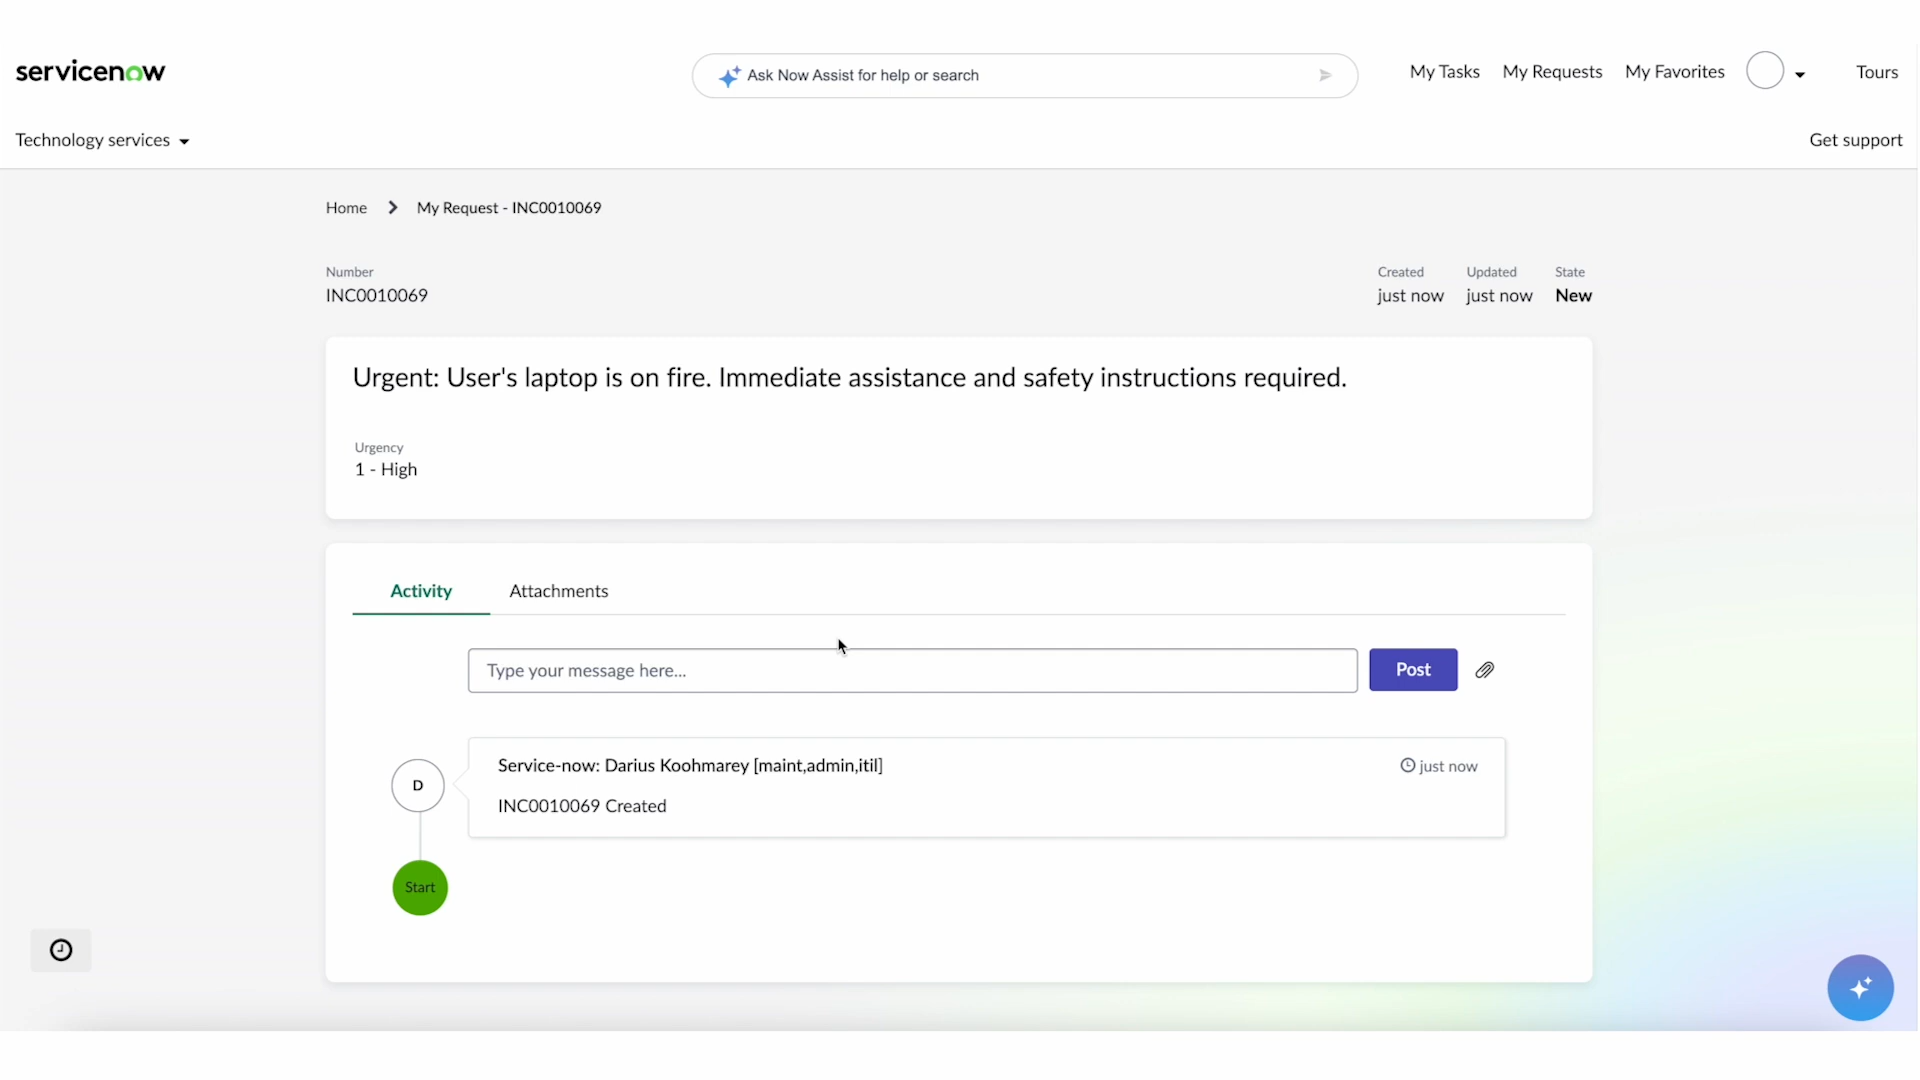 servicenow
Ask Now Assist for help or search
My Tasks
My Requests
My Favorites
Tours
Technology services
Get support
Home
My Request - INC0010069
Number
INC0010069
Created
just now
Updated
just now
State
New
Urgent: User's laptop is on fire. Immediate assistance and safety instructions required.
Urgency
1 - High
Activity
Attachments
Type your message here...
Post
D
Service-now: Darius Koohmarey [maint,admin,itil]
just now
INC0010069 Created
Start